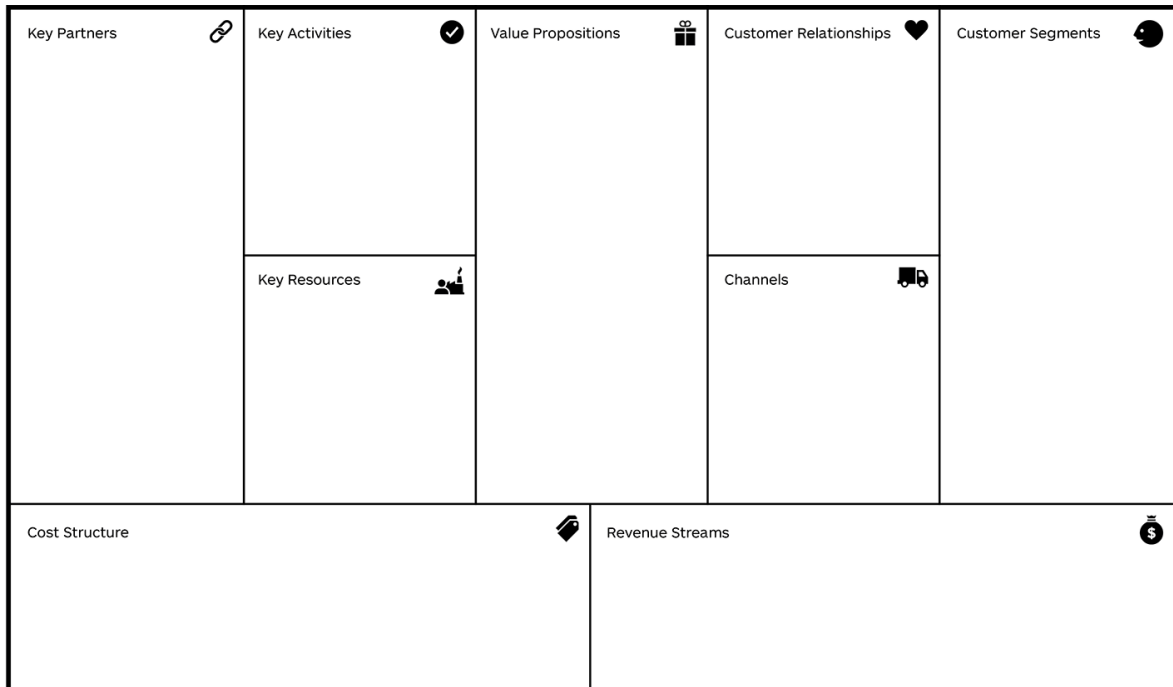 Key Partners
Key Activities
Value Propositions
Customer Relationships
Customer Segments
Key Resources
Channels
Cost Structure
Revenue Streams
$